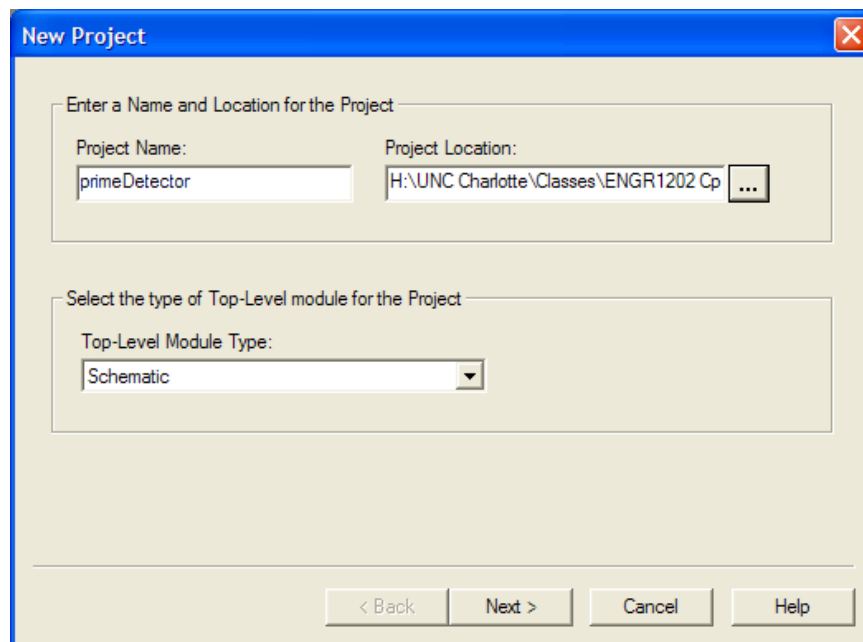 New Project
Enter a Name and Location for the Project
Project Name: Project Location:
primeDetector H:\UNC Charlotte\Classes\ENGR1202 Cp ...
Select the type of Top-Level module for the Project
Top-Level Module Type:
Schematic
< Back Next > Cancel Help